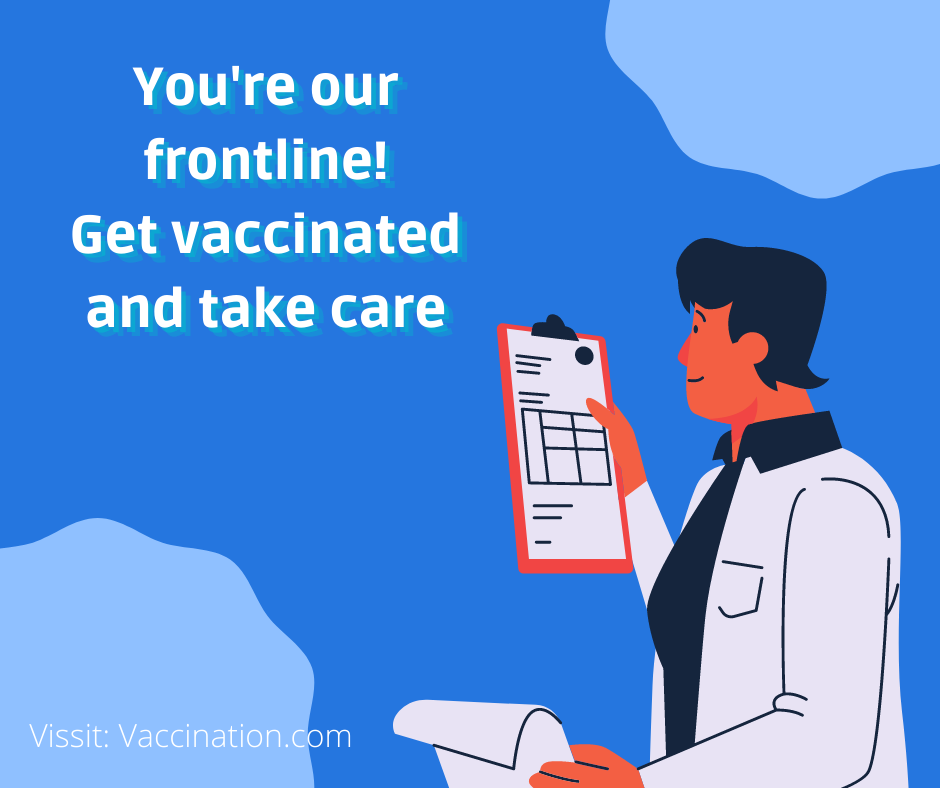 You're our
frontline!
Get vaccinated
and take care
Vissit: Vaccination.com